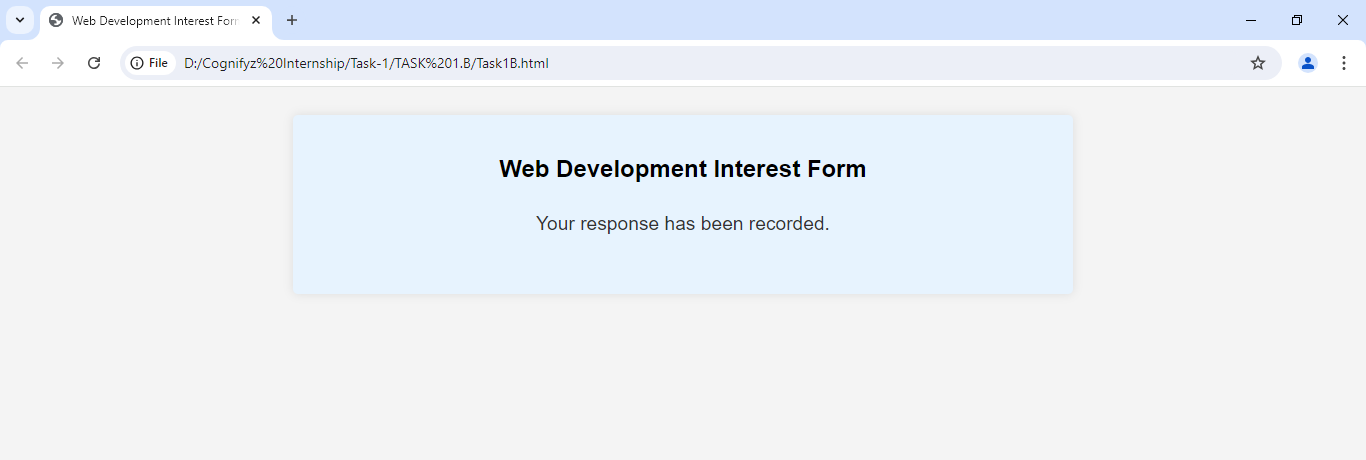 Web Development Interest For
File
D:/Cognifyz%20Internship/Task-1/TASK%201.B/Task1B.html
Web Development Interest Form
Your response has been recorded.